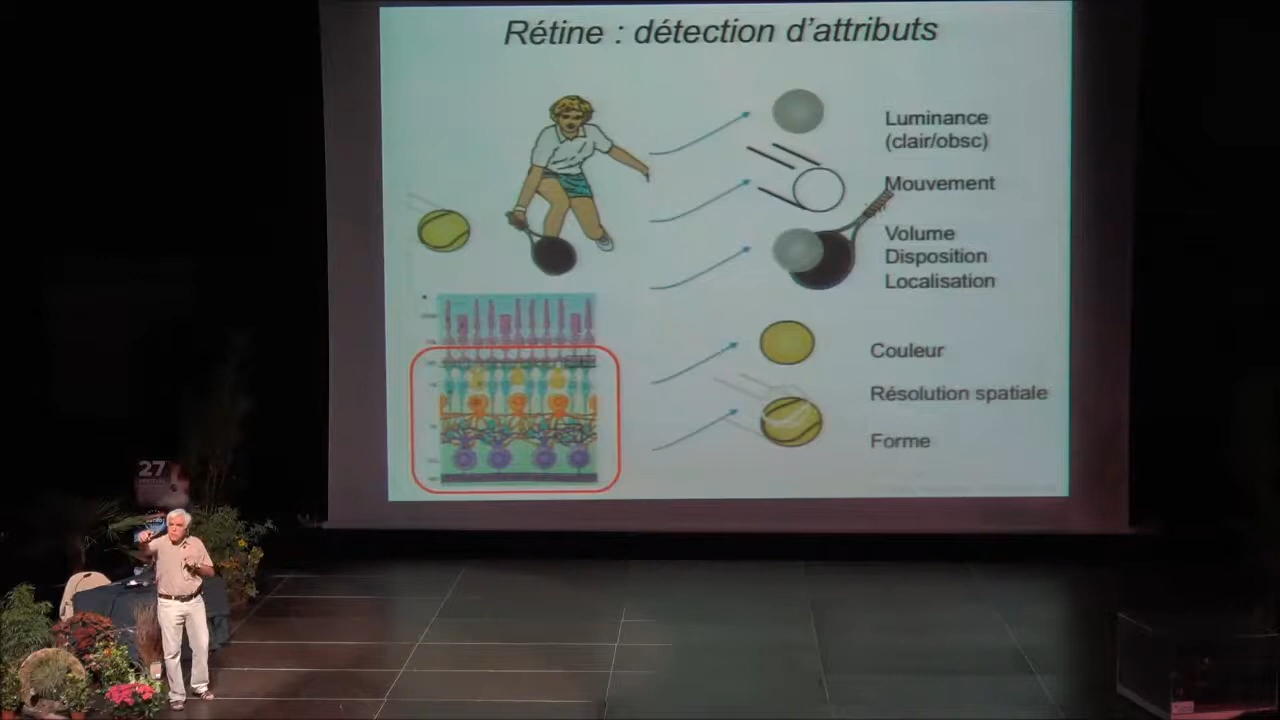 Rétine : détection d'attributs
Luminance
(clair/obsc)
Mouvement
Volume
Disposition
Localisation
Couleur
Résolution spatiale
Forme
27